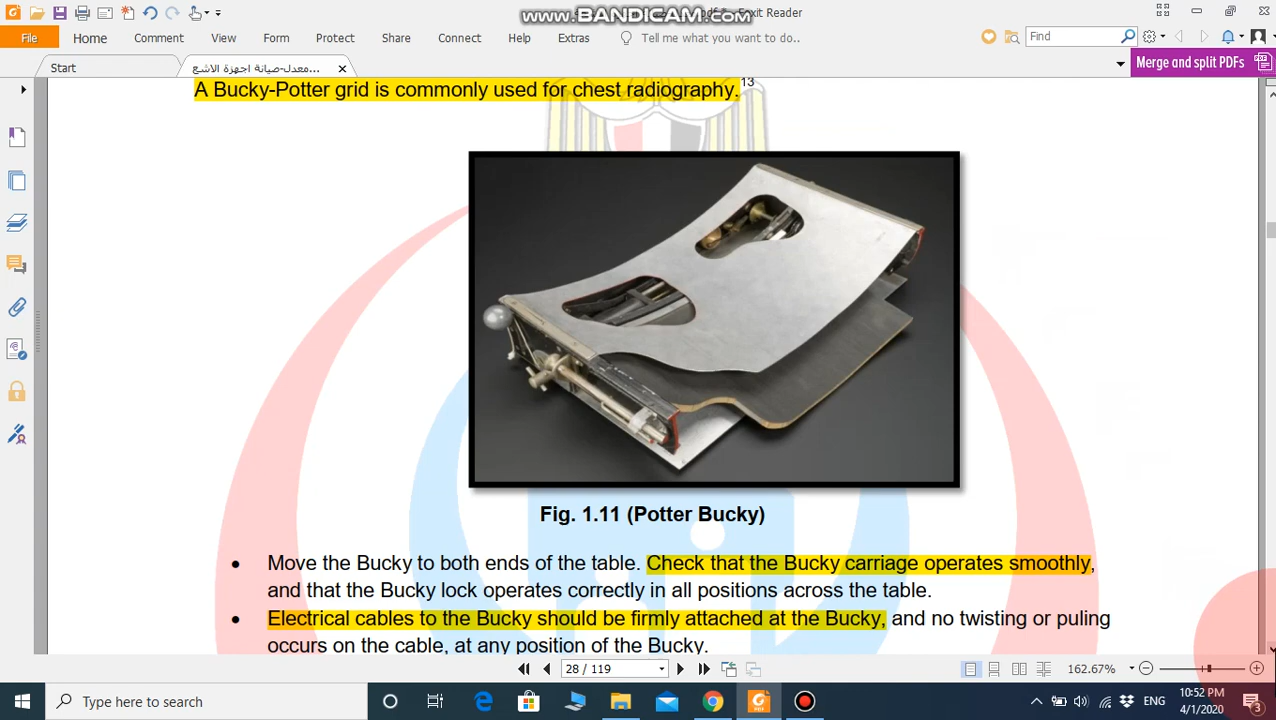 www.BANDICAM.com
pdf
Foxit Reader
File
Home
Comment
View
Form
Protect
Share
Connect
Help
Extras
Tell me what you want to do..
Find
Start
معدل-صيانة اجهزة الاشع...
Merge and split PDFs
A Bucky-Potter grid is commonly used for chest radiography.13
Fig. 1.11 (Potter Bucky)
• Move the Bucky to both ends of the table. Check that the Bucky carriage operates smoothly,
and that the Bucky lock operates correctly in all positions across the table.
• Electrical cables to the Bucky should be firmly attached at the Bucky, and no twisting or puling
occurs on the cable, at any position of the Bucky.
28 / 119
162.67%
Type here to search
ENG
10:52 PM
4/1/2020
3